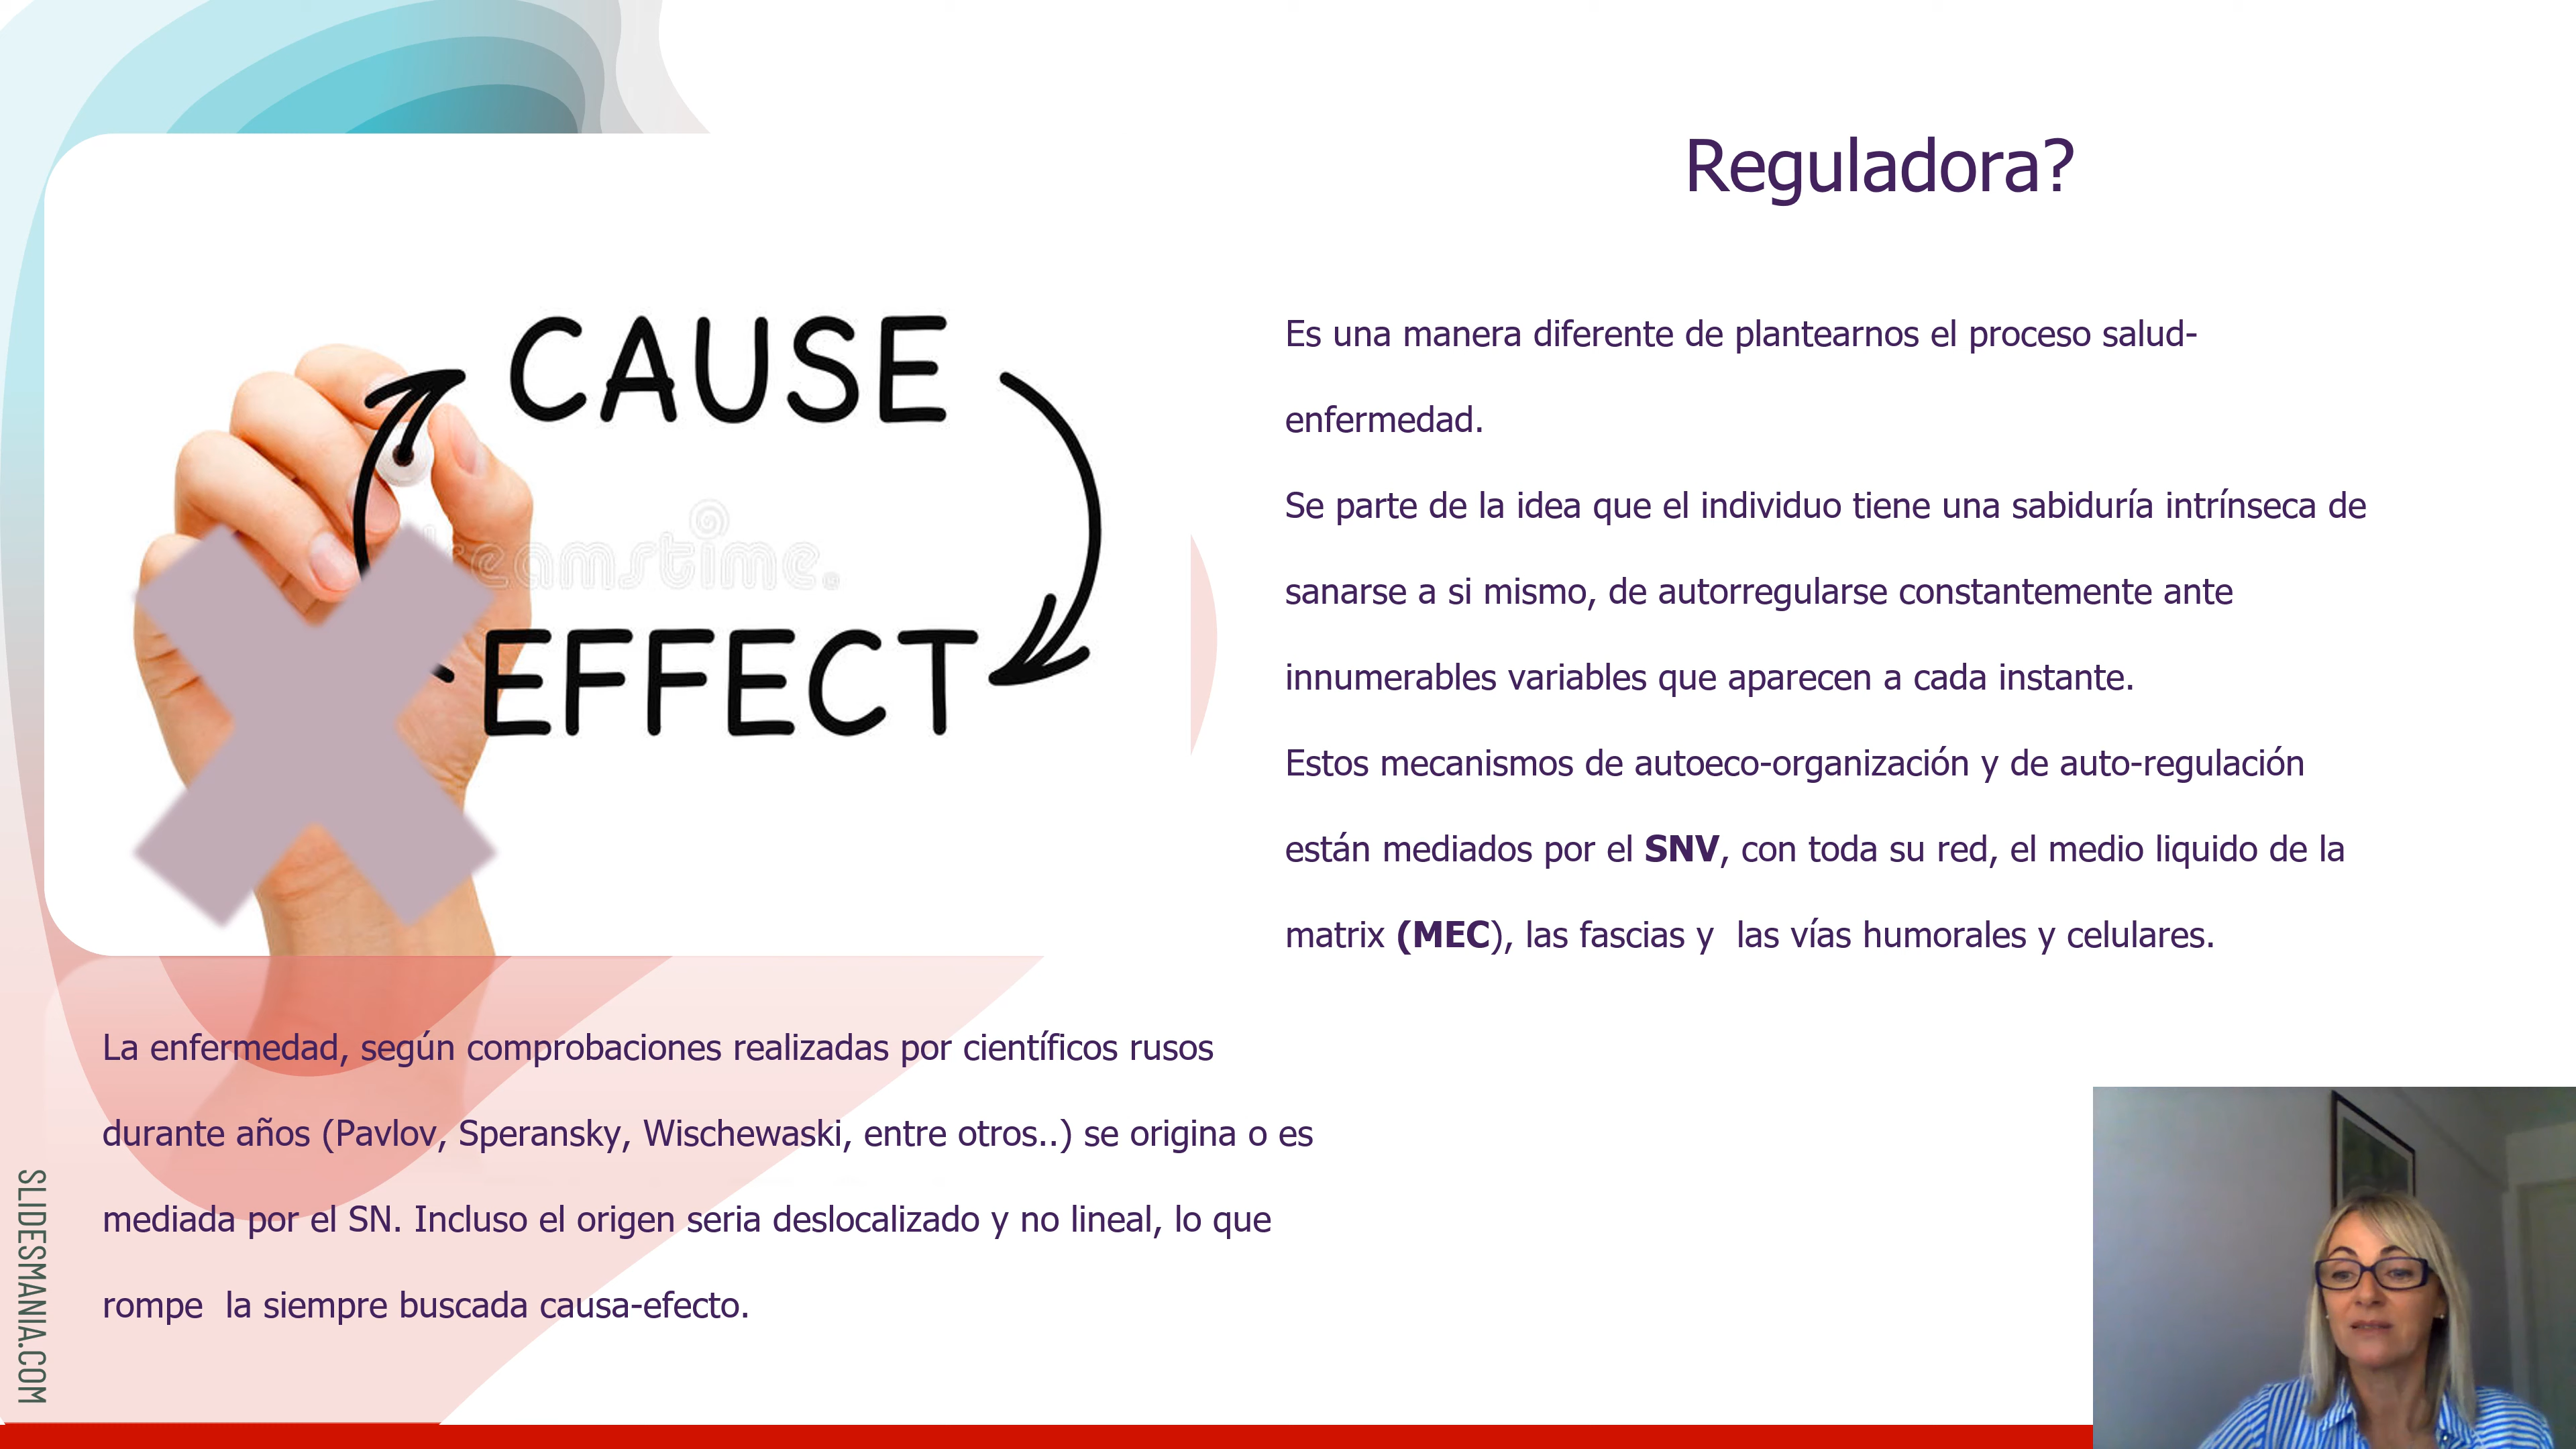 Reguladora?
CAUSE
EFFECT
Es una manera diferente de plantearnos el proceso salud-
enfermedad.
Se parte de la idea que el individuo tiene una sabiduría intrínseca de
sanarse a si mismo, de autorregularse constantemente ante
innumerables variables que aparecen a cada instante.
Estos mecanismos de autoeco-organización y de auto-regulación
están mediados por el SNV, con toda su red, el medio liquido de la
matrix (MEC), las fascias y  las vías humorales y celulares.
La enfermedad, según comprobaciones realizadas por científicos rusos
durante años (Pavlov, Speransky, Wischewaski, entre otros..) se origina o es
mediada por el SN. Incluso el origen seria deslocalizado y no lineal, lo que
rompe  la siempre buscada causa-efecto.
SLIDESMANIA.COM